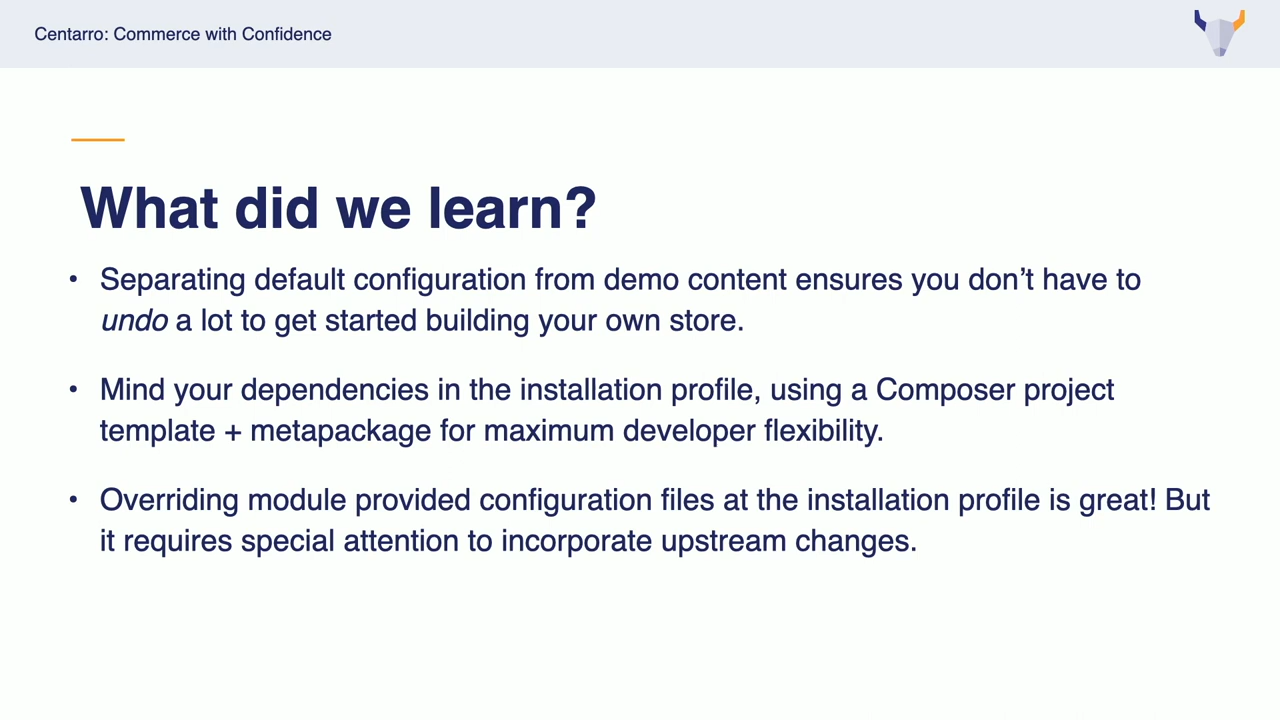 Centarro: Commerce with Confidence
What did we learn?
• Separating default configuration from demo content ensures you don’t have to
undo a lot to get started building your own store.
• Mind your dependencies in the installation profile, using a Composer project
template + metapackage for maximum developer flexibility.
• Overriding module provided configuration files at the installation profile is great! But
it requires special attention to incorporate upstream changes.